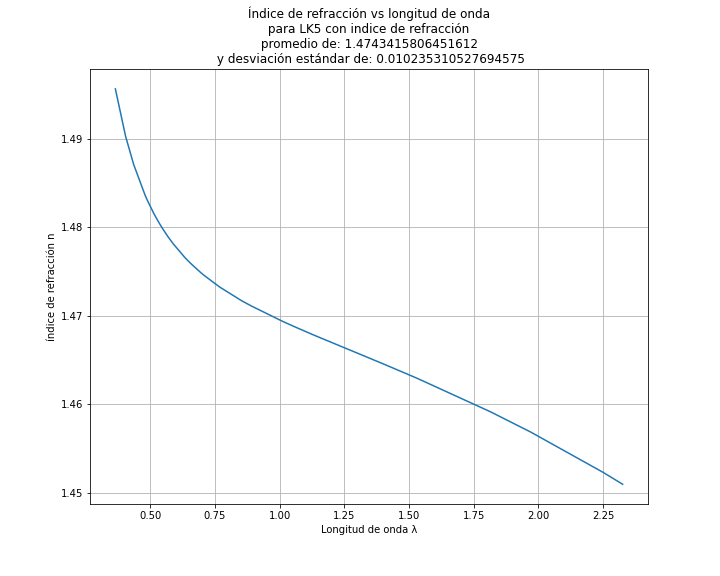 Índice de refracción vs longitud de onda
para LK5 con indice de refracción
promedio de: 1.4743415806451612
y desviación estándar de: 0.010235310527694575
1.49
1.48
1.47
1.46
1.45
índice de refracción n
0.50 0.75 1.00 1.25 1.50 1.75 2.00 2.25
Longitud de onda λ